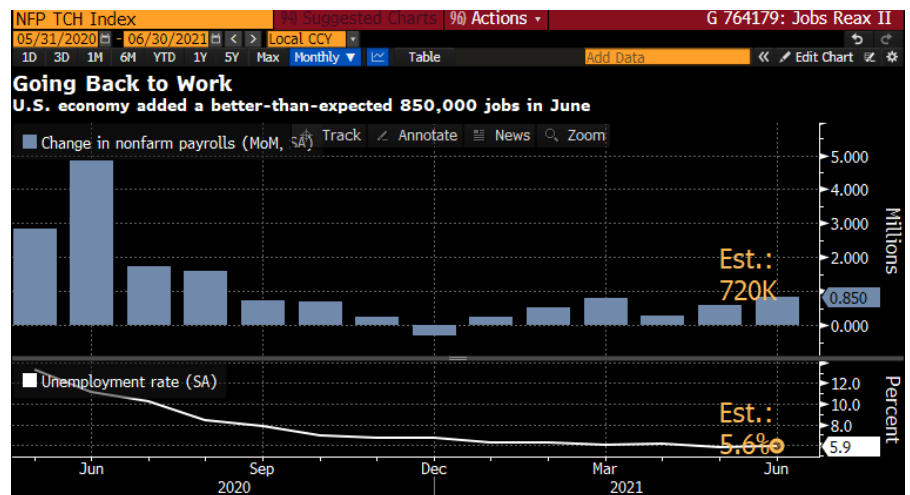 NFP TCH Index 94) Suggested Charts 96) Actions ▾ G 764179: Jobs Reax II
05/31/2020 - 06/30/2021 < > Local CCY ▾
1D 3D 1M 6M YTD 1Y 5Y Max Monthly ▼ Table Add Data « Edit Chart
Going Back to Work
U.S. economy added a better-than-expected 850,000 jobs in June
Change in nonfarm payrolls (MoM, SA) Track Annotate News Zoom
5.000
4.000
3.000
2.000
0.850
0.000
Millions
Est.:
720K
Unemployment rate (SA)
12.0
10.0
8.0
5.9
Percent
Est.:
5.6%
Jun Sep Dec Mar Jun
2020 2021